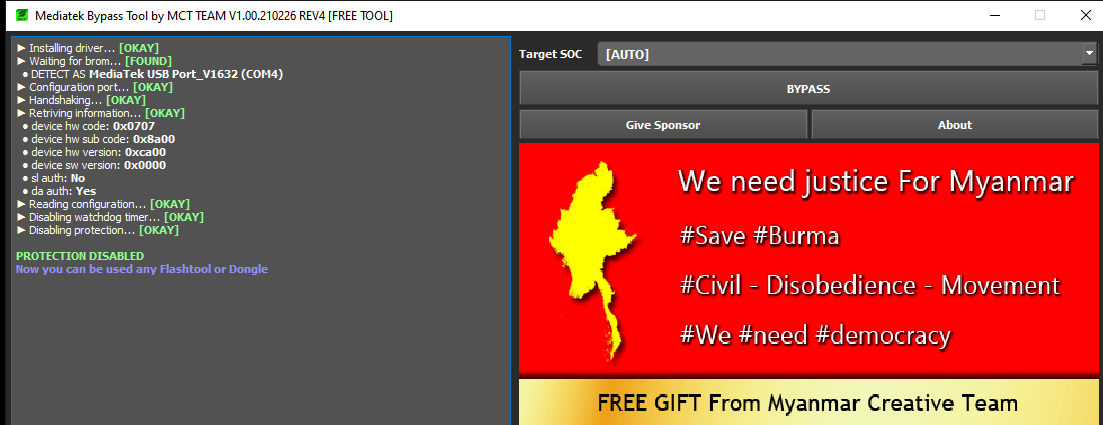 Mediatek Bypass Tool by MCT TEAM V1.00.210226 REV4 [FREE TOOL]
► Installing driver... [OKAY]
► Waiting for brom... [FOUND]
● DETECT AS MediaTek USB Port_V1632 (COM4)
► Configuration port... [OKAY]
► Handshaking... [OKAY]
► Retriving information... [OKAY]
● device hw code: 0x0707
● device hw sub code: 0x8a00
● device hw version: 0xca00
● device sw version: 0x0000
● sl auth: No
● da auth: Yes
► Reading configuration... [OKAY]
► Disabling watchdog timer... [OKAY]
► Disabling protection... [OKAY]
PROTECTION DISABLED
Now you can be used any Flashtool or Dongle
Target SOC [AUTO]
BYPASS
Give Sponsor About
We need justice For Myanmar
#Save #Burma
#Civil - Disobedience - Movement
#We #need #democracy
FREE GIFT From Myanmar Creative Team